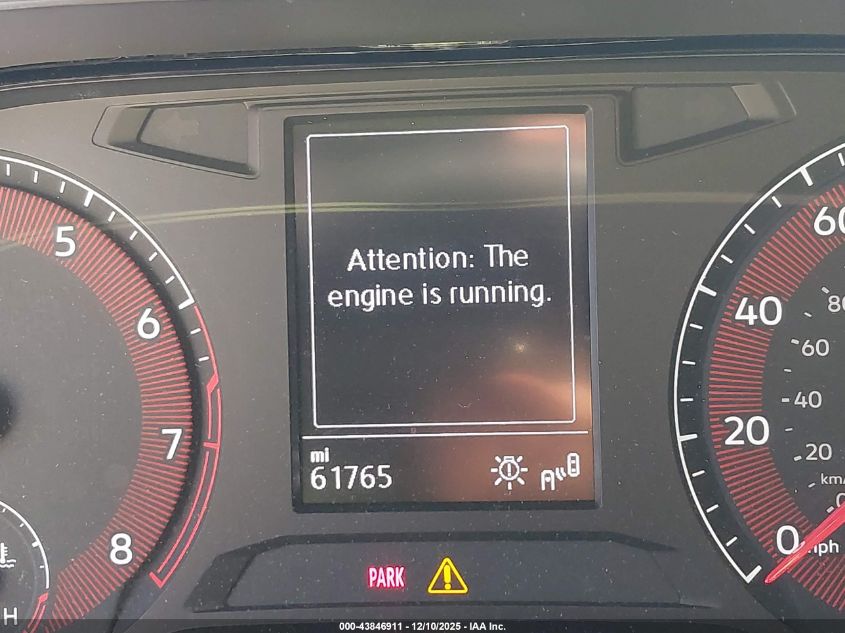 5
6
7
8
H
Attention: The
engine is running.
mi
61765
PARK
60
40
20
0
mph
80
60
40
20
km/
0
000-43846911 - 12/10/2025 - IAA Inc.